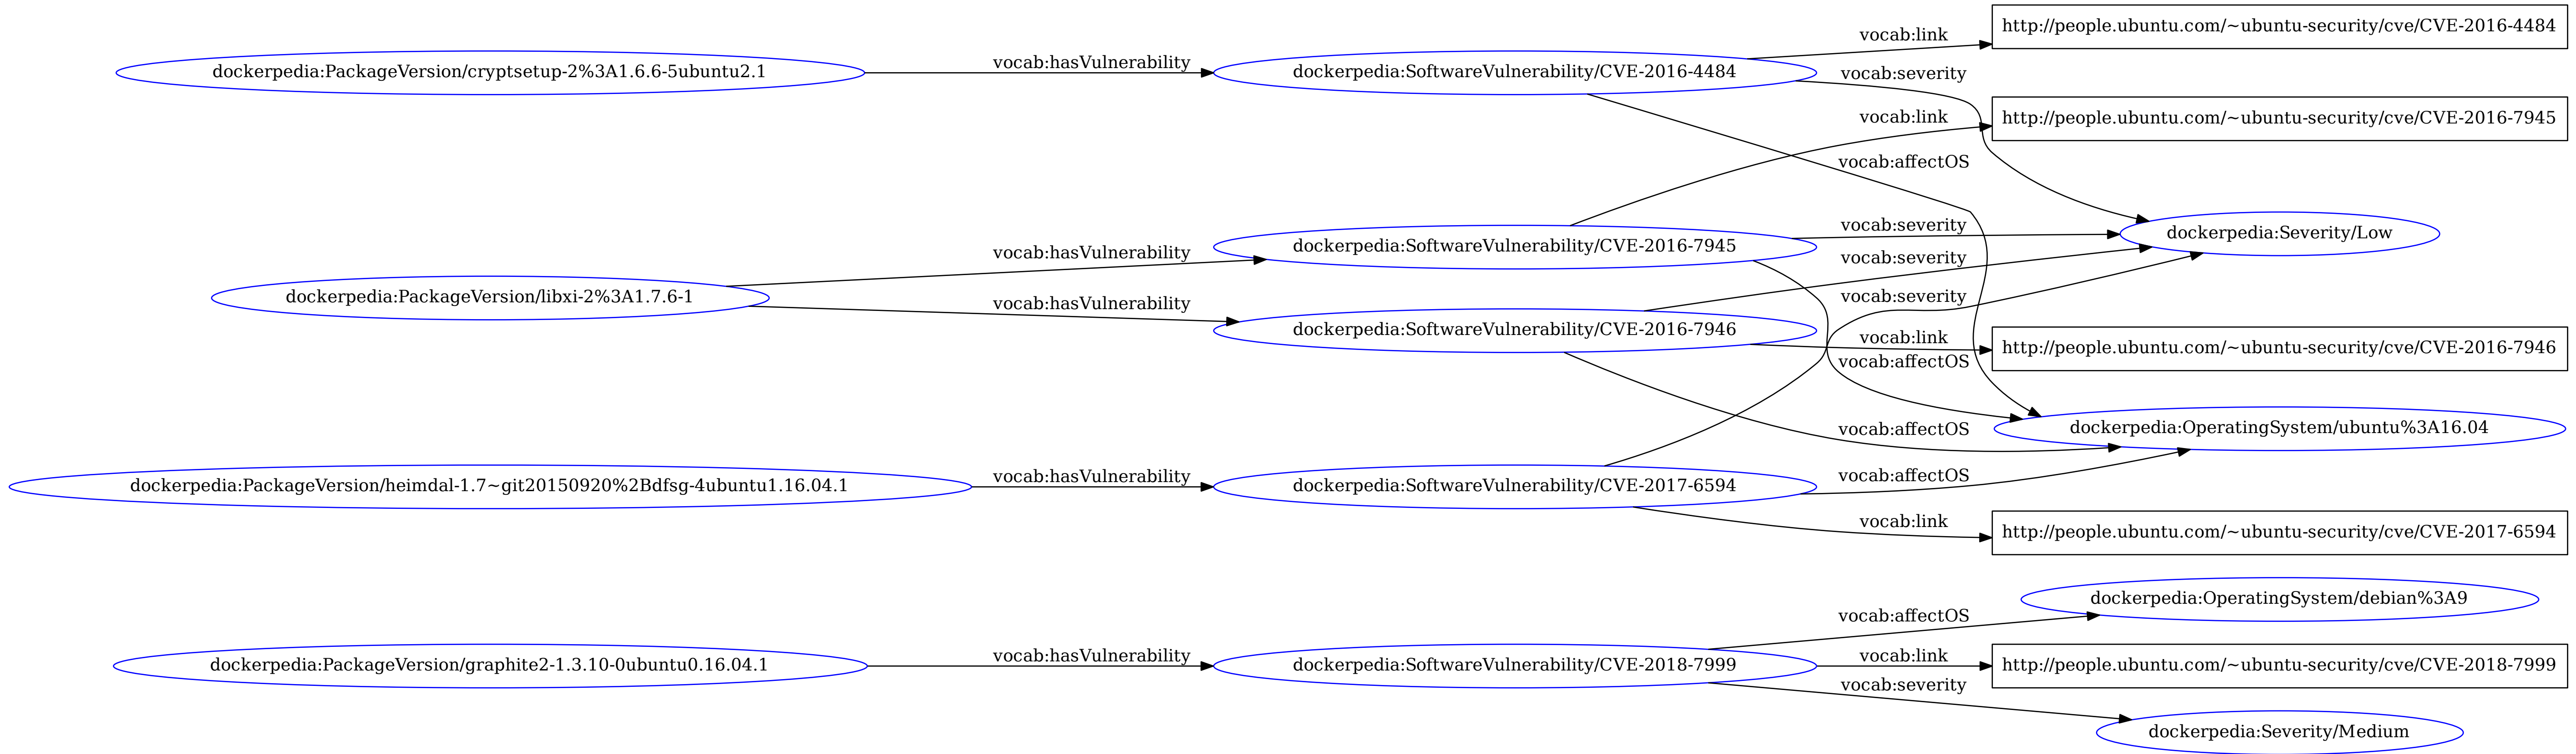 dockerpedia:PackageVersion/cryptsetup-2%3A1.6.6-5ubuntu2.1
vocab:hasVulnerability
dockerpedia:SoftwareVulnerability/CVE-2016-4484
vocab:link
http://people.ubuntu.com/~ubuntu-security/cve/CVE-2016-4484
vocab:severity
vocab:link
http://people.ubuntu.com/~ubuntu-security/cve/CVE-2016-7945
vocab:affectOS
dockerpedia:PackageVersion/libxi-2%3A1.7.6-1
vocab:hasVulnerability
vocab:hasVulnerability
dockerpedia:SoftwareVulnerability/CVE-2016-7945
vocab:severity
dockerpedia:Severity/Low
vocab:severity
vocab:severity
dockerpedia:SoftwareVulnerability/CVE-2016-7946
vocab:link
http://people.ubuntu.com/~ubuntu-security/cve/CVE-2016-7946
vocab:affectOS
vocab:affectOS
dockerpedia:OperatingSystem/ubuntu%3A16.04
dockerpedia:PackageVersion/heimdal-1.7~git20150920%2Bdfsg-4ubuntu1.16.04.1
vocab:hasVulnerability
dockerpedia:SoftwareVulnerability/CVE-2017-6594
vocab:affectOS
vocab:link
http://people.ubuntu.com/~ubuntu-security/cve/CVE-2017-6594
dockerpedia:PackageVersion/graphite2-1.3.10-0ubuntu0.16.04.1
vocab:hasVulnerability
dockerpedia:SoftwareVulnerability/CVE-2018-7999
vocab:affectOS
dockerpedia:OperatingSystem/debian%3A9
vocab:link
http://people.ubuntu.com/~ubuntu-security/cve/CVE-2018-7999
vocab:severity
dockerpedia:Severity/Medium